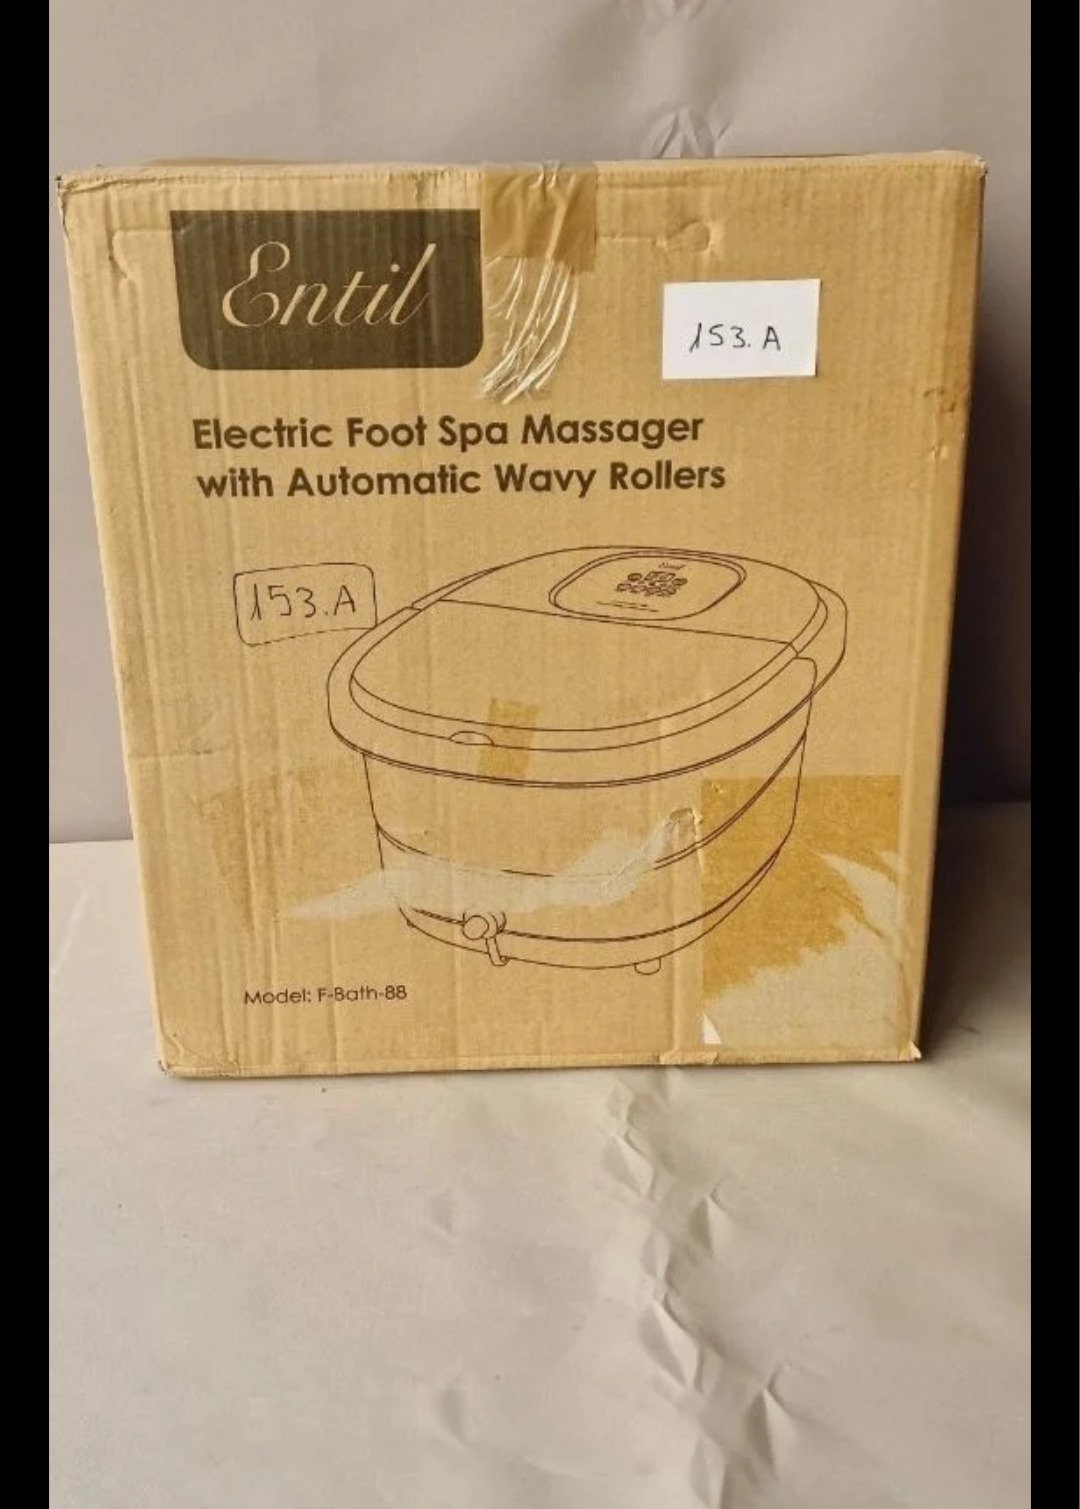 Entil
153.A
Electric Foot Spa Massager
with Automatic Wavy Rollers
153.A
Model: F-Bath-88